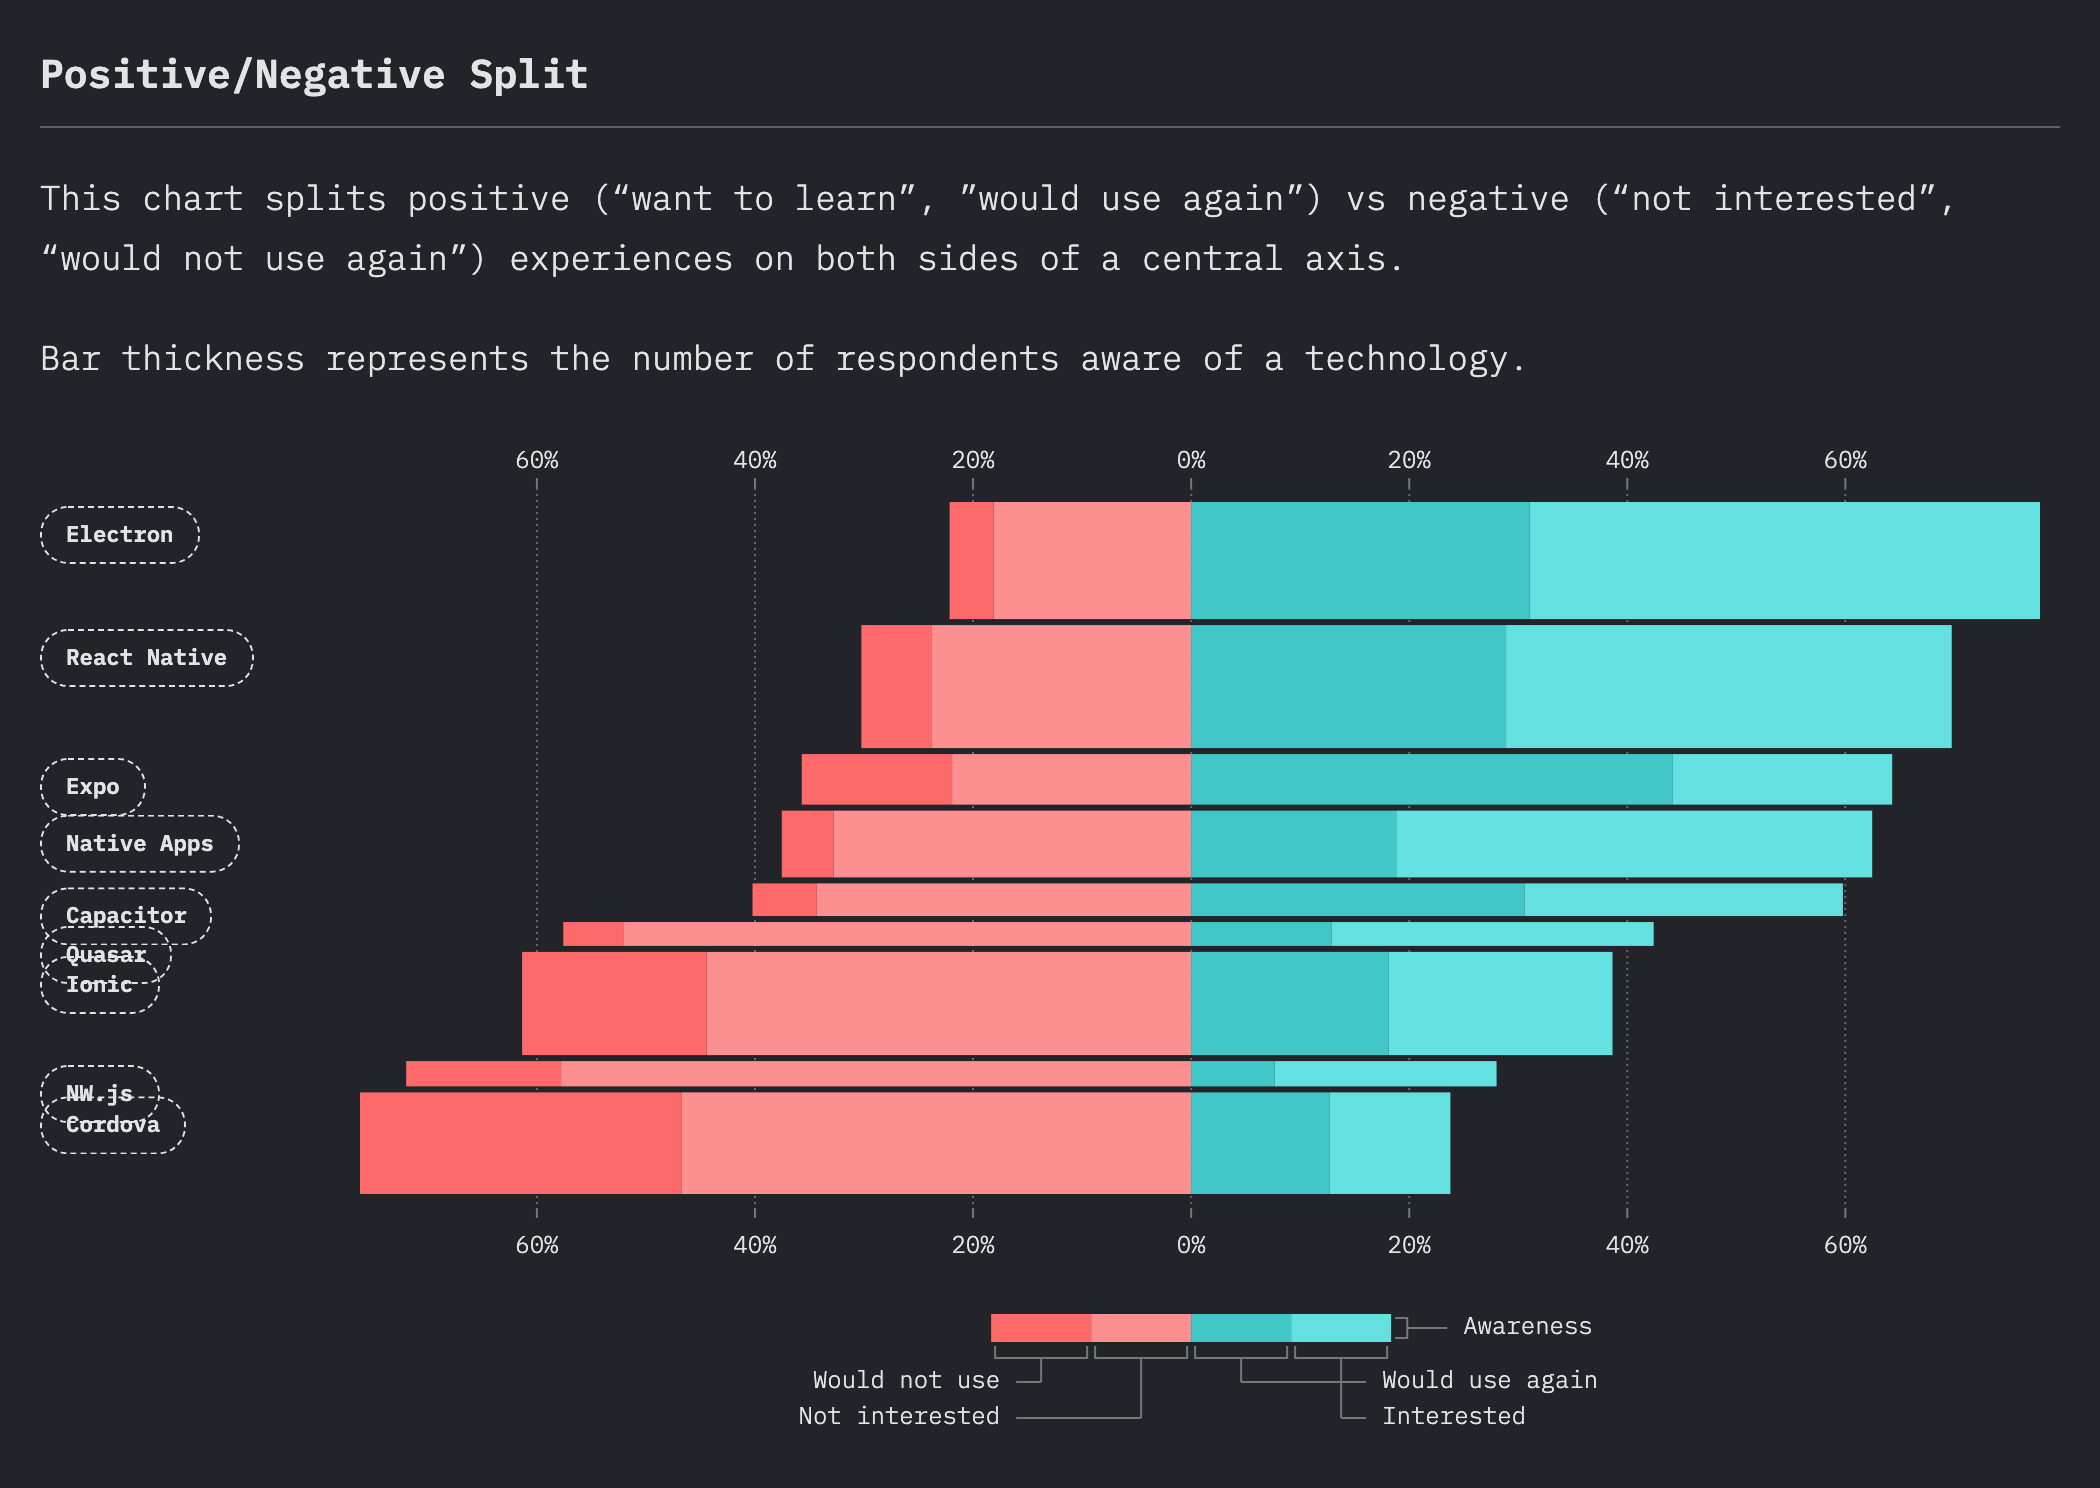 Positive/Negative Split
This chart splits positive (“want to learn”, ”would use again”) vs negative (“not interested”,
“would not use again”) experiences on both sides of a central axis.
Bar thickness represents the number of respondents aware of a technology.
60% 40% 20% 0% 20% 40% 60%
Electron
React Native
Expo
Native Apps
Capacitor
Quasar
Ionic
NW.js
Cordova
60% 40% 20% 0% 20% 40% 60%
Awareness
Would not use Would use again
Not interested Interested